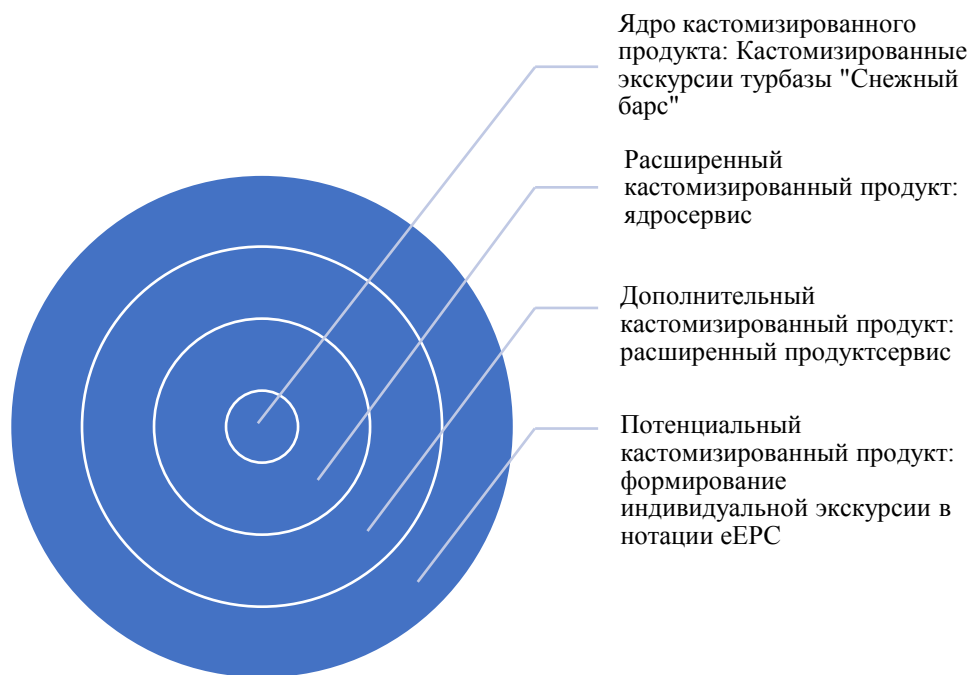 Ядро кастомизированного
продукта: Кастомизированные
экскурсии турбазы "Снежный
барс"
Расширенный
кастомизированный продукт:
ядросервис
Дополнительный
кастомизированный продукт:
расширенный продуктсервис
Потенциальный
кастомизированный продукт:
формирование
индивидуальной экскурсии в
нотации eEPC